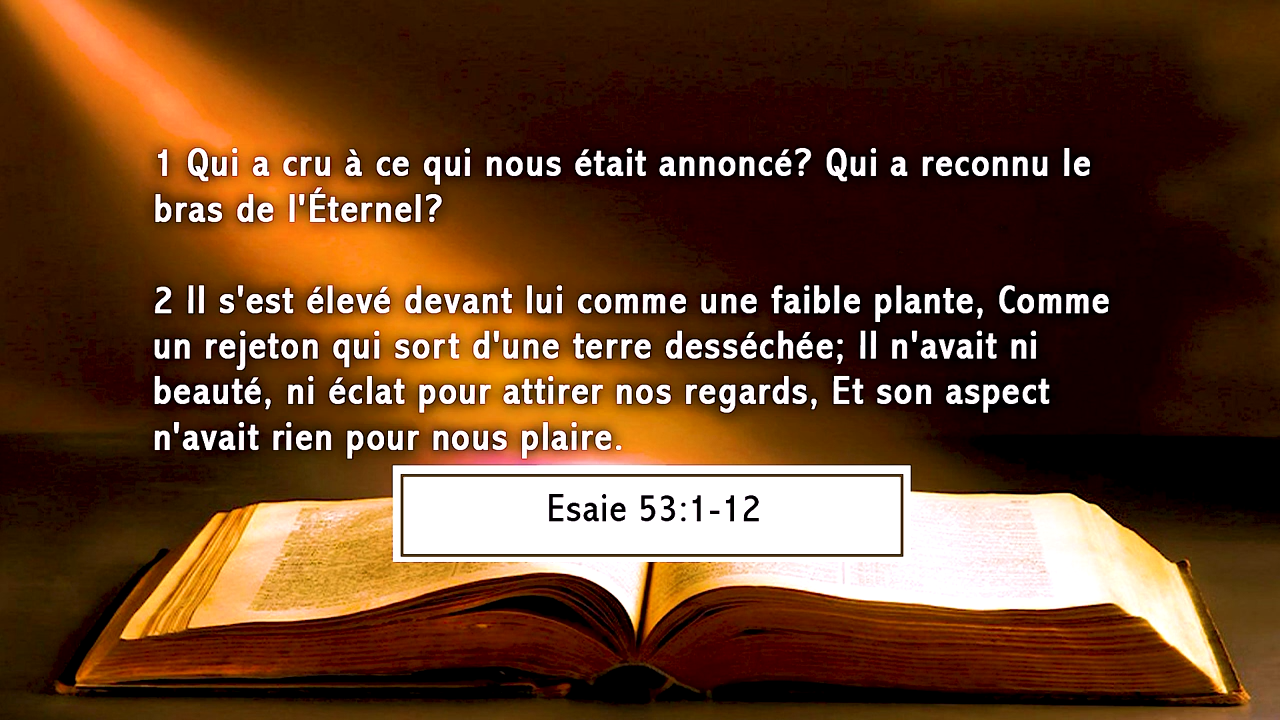 1 Qui a cru à ce qui nous était annoncé? Qui a reconnu le
bras de l'Éternel?
2 Il s'est élevé devant lui comme une faible plante, Comme
un rejeton qui sort d'une terre desséchée; Il n'avait ni
beauté, ni éclat pour attirer nos regards, Et son aspect
n'avait rien pour nous plaire.
Esaie 53:1-12